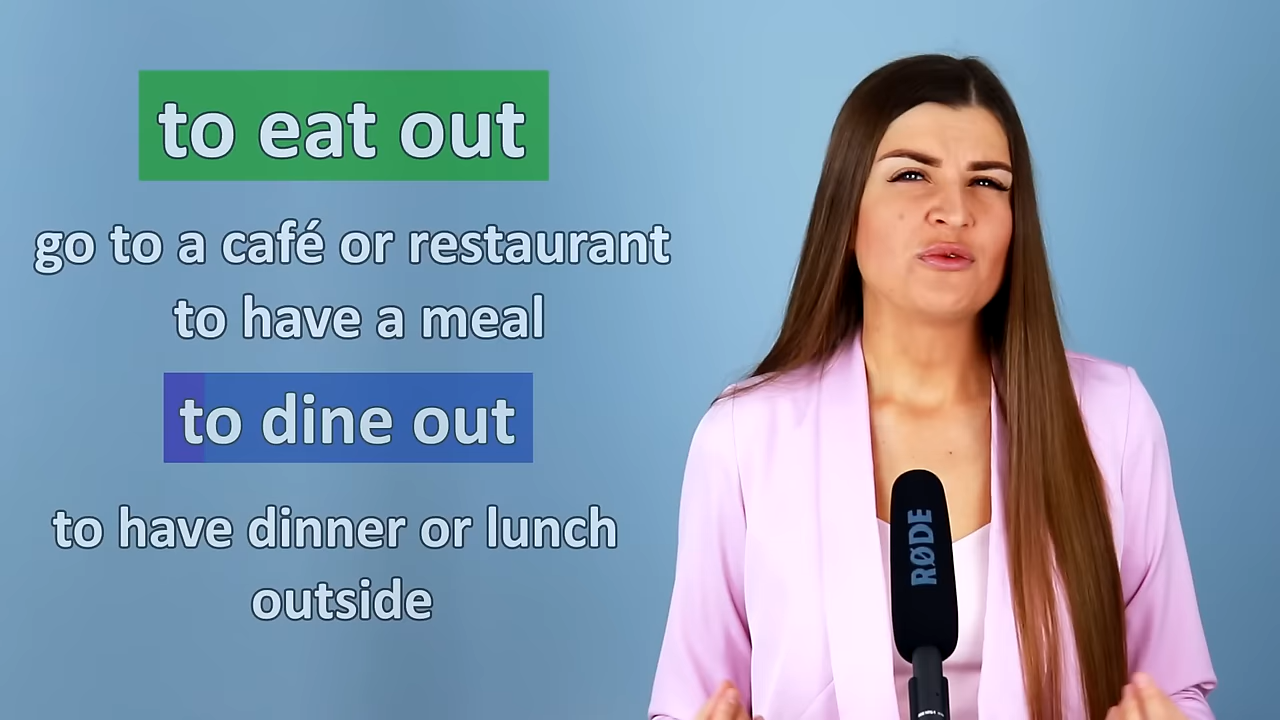 to eat out
go to a café or restaurant
to have a meal
to dine out
to have dinner or lunch
outside
RØDE